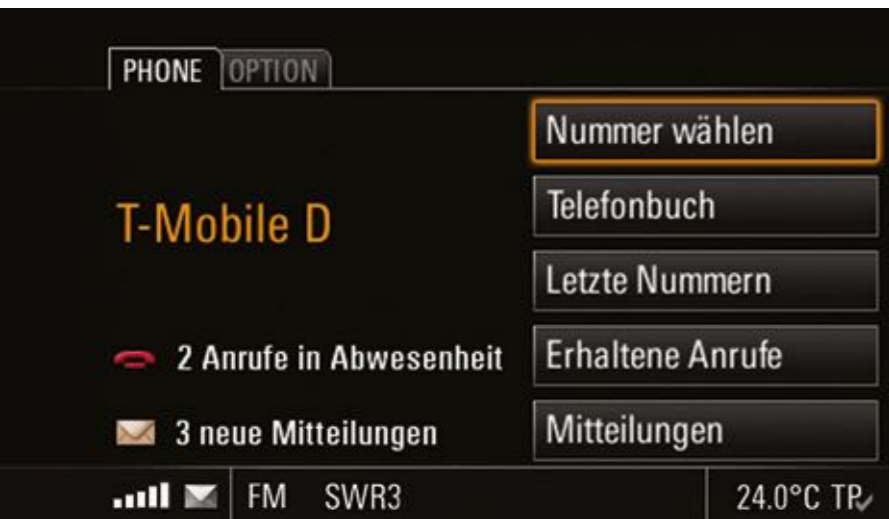 PHONE OPTION
Nummer wählen
T-Mobile D
Telefonbuch
Letzte Nummern
2 Anrufe in Abwesenheit
Erhaltene Anrufe
3 neue Mitteilungen
Mitteilungen
FM SWR3 24.0°C TP